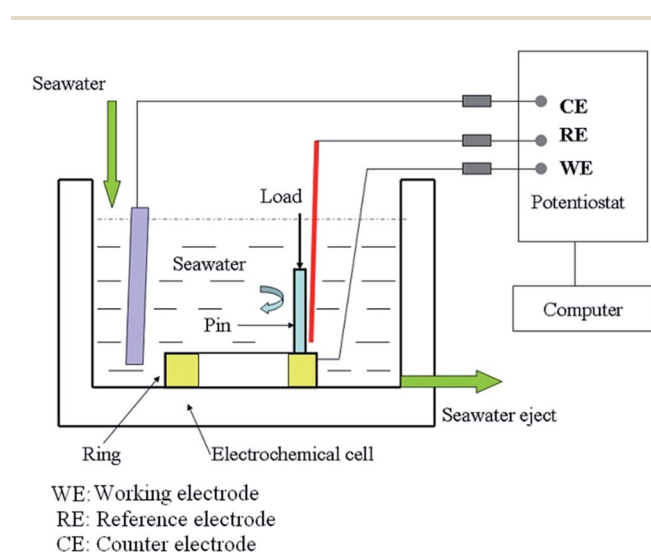 Seawater
CE
RE
WE
Potentiostat
Load
Seawater
Pin
Computer
Seawater eject
Ring
Electrochemical cell
WE: Working electrode
RE: Reference electrode
CE: Counter electrode